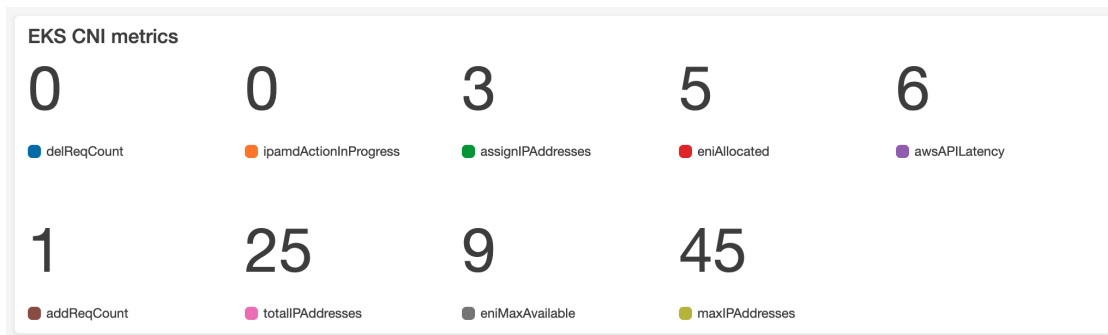 EKS CNI metrics
0 0 3 5 6
delReqCount ipamdActionInProgress assignIPAddresses eniAllocated awsAPILatency
1 25 9 45
addReqCount totalIPAddresses eniMaxAvailable maxIPAddresses